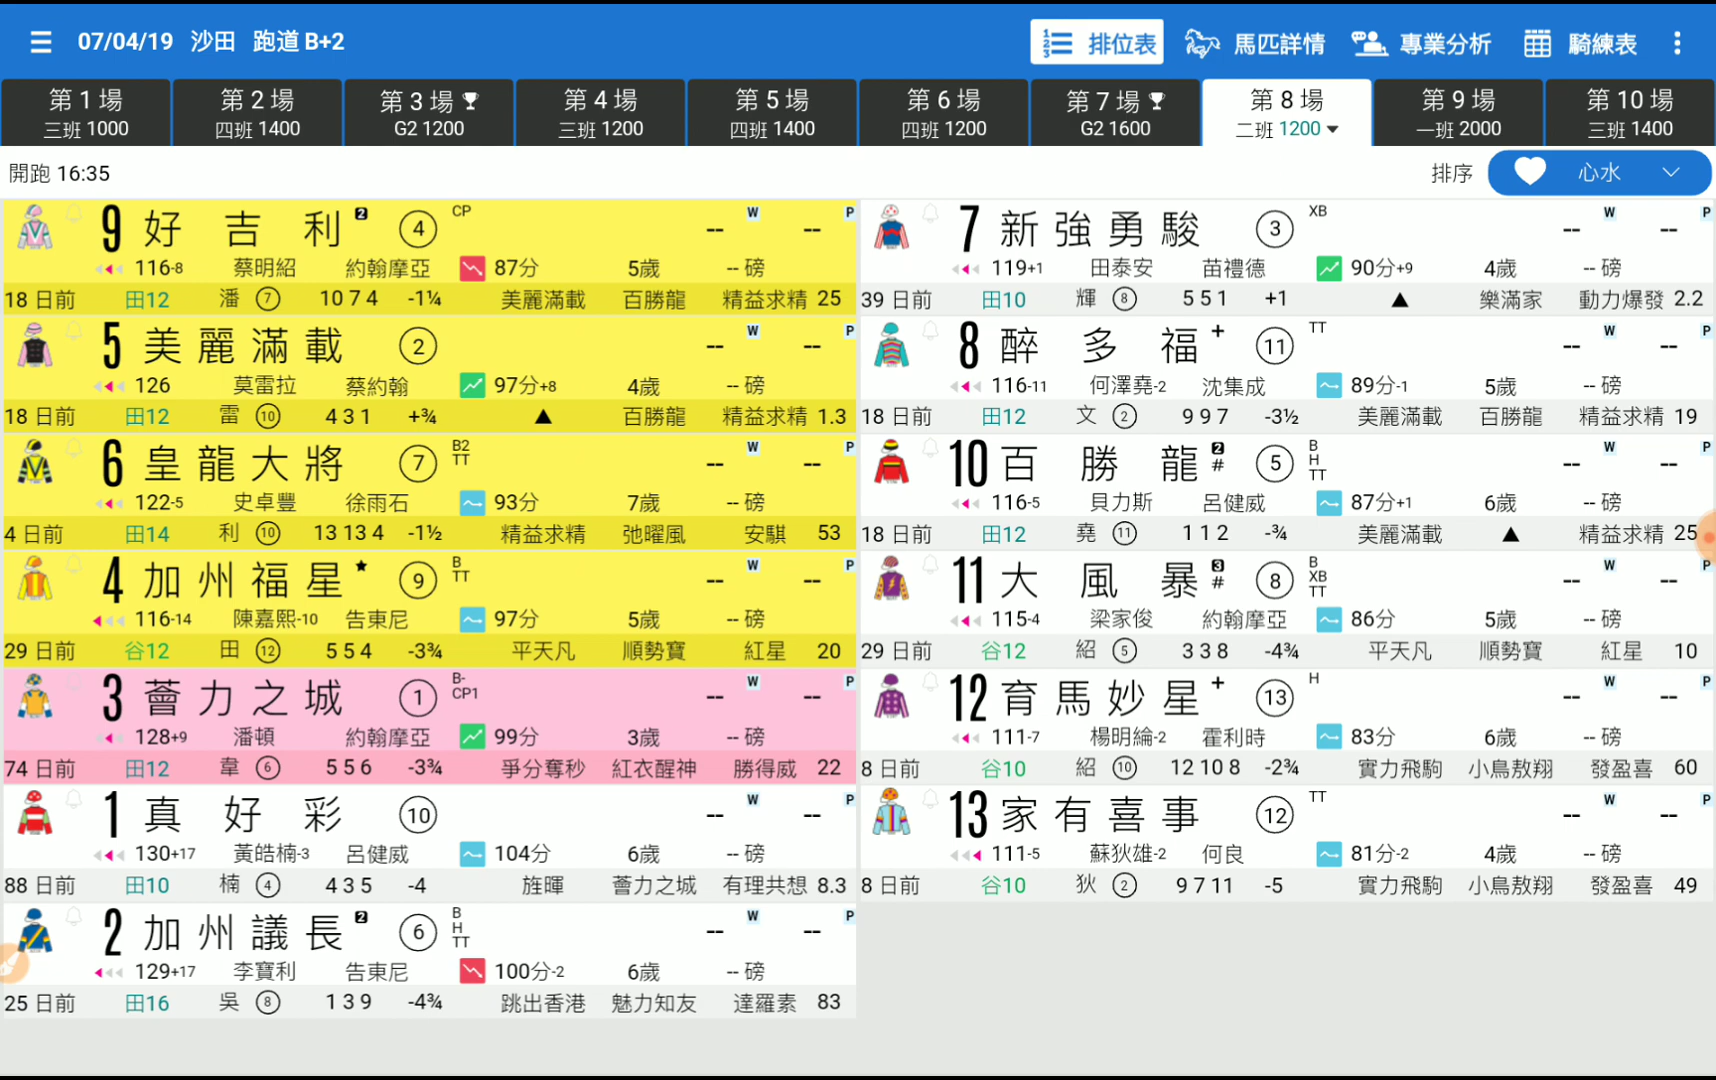 07/04/19 沙田 跑道 B+2
排位表 馬匹詳情 專業分析 騎練表
第 1 場 第 2 場 第 3 場 第 4 場 第 5 場 第 6 場 第 7 場 第 8 場 第 9 場 第 10 場
三班 1000 四班 1400 G2 1200 三班 1200 四班 1400 四班 1200 G2 1600 二班 1200 一班 2000 三班 1400
開跑 16:35 排序 心水
9 好吉利 2 4 CP W -- P --
116-8 蔡明紹 約翰摩亞 87分 5歲 -- 磅
18 日前 田12 潘 7 10 7 4 -1¼ 美麗滿載 百勝龍 精益求精 25
5 美麗滿載 2 W -- P --
126 莫雷拉 蔡約翰 97分+8 4歲 -- 磅
18 日前 田12 雷 10 4 3 1 +¾ ▲ 百勝龍 精益求精 1.3
6 皇龍大將 7 B2 TT W -- P --
122-5 史卓豐 徐雨石 93分 7歲 -- 磅
4 日前 田14 利 10 13 13 4 -1½ 精益求精 弛曜風 安騏 53
4 加州福星 ★ 9 B TT W -- P --
116-14 陳嘉熙-10 告東尼 97分 5歲 -- 磅
29 日前 谷12 田 12 5 5 4 -3¾ 平天凡 順勢寶 紅星 20
3 薈力之城 1 B- CP1 W -- P --
128+9 潘頓 約翰摩亞 99分 3歲 -- 磅
74 日前 田12 韋 6 5 5 6 -3¾ 爭分奪秒 紅衣醒神 勝得威 22
1 真好彩 10 W -- P --
130+17 黃皓楠-3 呂健威 104分 6歲 -- 磅
88 日前 田10 楠 4 4 3 5 -4 旌暉 薈力之城 有理共想 8.3
2 加州議長 2 6 B H TT W -- P --
129+17 李寶利 告東尼 100分-2 6歲 -- 磅
25 日前 田16 吳 8 1 3 9 -4¾ 跳出香港 魅力知友 達羅素 83
7 新強勇駿 3 XB W -- P --
119+1 田泰安 苗禮德 90分+9 4歲 -- 磅
39 日前 田10 輝 8 5 5 1 +1 ▲ 樂滿家 動力爆發 2.2
8 醉多福 + 11 TT W -- P --
116-11 何澤堯-2 沈集成 89分-1 5歲 -- 磅
18 日前 田12 文 2 9 9 7 -3½ 美麗滿載 百勝龍 精益求精 19
10 百勝龍 2 # 5 B H TT W -- P --
116-5 貝力斯 呂健威 87分+1 6歲 -- 磅
18 日前 田12 堯 11 1 1 2 -¾ 美麗滿載 ▲ 精益求精 25
11 大風暴 3 # 8 B XB TT W -- P --
115-4 梁家俊 約翰摩亞 86分 5歲 -- 磅
29 日前 谷12 紹 5 3 3 8 -4¾ 平天凡 順勢寶 紅星 10
12 育馬妙星 + 13 H W -- P --
111-7 楊明綸-2 霍利時 83分 6歲 -- 磅
8 日前 谷10 紹 10 12 10 8 -2¾ 實力飛駒 小鳥敖翔 發盈喜 60
13 家有喜事 12 TT W -- P --
111-5 蘇狄雄-2 何良 81分-2 4歲 -- 磅
8 日前 谷10 狄 2 9 7 11 -5 實力飛駒 小鳥敖翔 發盈喜 49